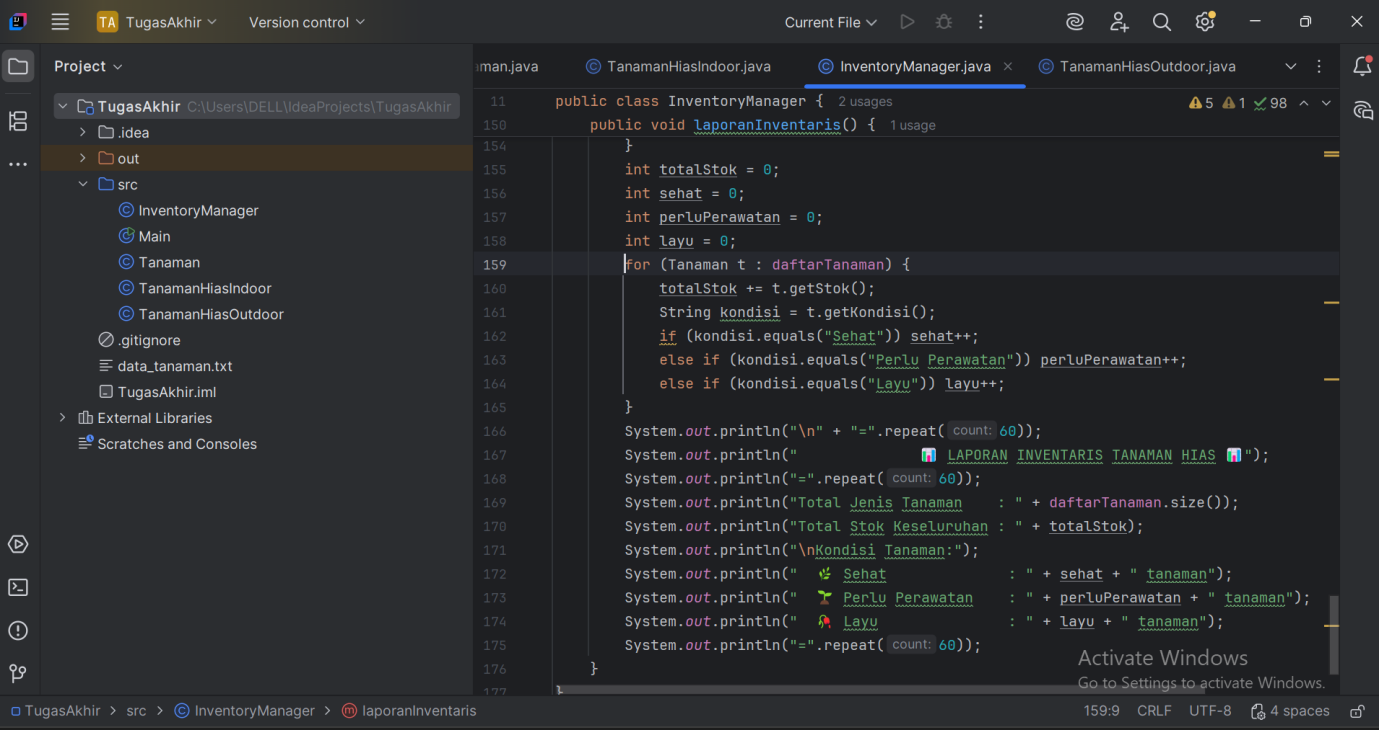 TA TugasAkhir Version control Current File
Project
man.java TanamanHiasIndoor.java InventoryManager.java TanamanHiasOutdoor.java
TugasAkhir C:\Users\DELL\IdeaProjects\TugasAkhir
.idea
out
src
InventoryManager
Main
Tanaman
TanamanHiasIndoor
TanamanHiasOutdoor
.gitignore
data_tanaman.txt
TugasAkhir.iml
External Libraries
Scratches and Consoles
11 public class InventoryManager { 2 usages 5 1 98
150 public void laporanInventaris() { 1 usage
154 }
155 int totalStok = 0;
156 int sehat = 0;
157 int perluPerawatan = 0;
158 int layu = 0;
159 for (Tanaman t : daftarTanaman) {
160 totalStok += t.getStok();
161 String kondisi = t.getKondisi();
162 if (kondisi.equals("Sehat")) sehat++;
163 else if (kondisi.equals("Perlu Perawatan")) perluPerawatan++;
164 else if (kondisi.equals("Layu")) layu++;
165 }
166 System.out.println("\n" + "=".repeat( count: 60));
167 System.out.println(" 📊 LAPORAN INVENTARIS TANAMAN HIAS 📊");
168 System.out.println("=".repeat( count: 60));
169 System.out.println("Total Jenis Tanaman : " + daftarTanaman.size());
170 System.out.println("Total Stok Keseluruhan : " + totalStok);
171 System.out.println("\nKondisi Tanaman:");
172 System.out.println(" 🌿 Sehat : " + sehat + " tanaman");
173 System.out.println(" 🌱 Perlu Perawatan : " + perluPerawatan + " tanaman");
174 System.out.println(" 🥀 Layu : " + layu + " tanaman");
175 System.out.println("=".repeat( count: 60));
176 }
177 }
Activate Windows
Go to Settings to activate Windows.
TugasAkhir > src > InventoryManager > laporanInventaris 159:9 CRLF UTF-8 4 spaces